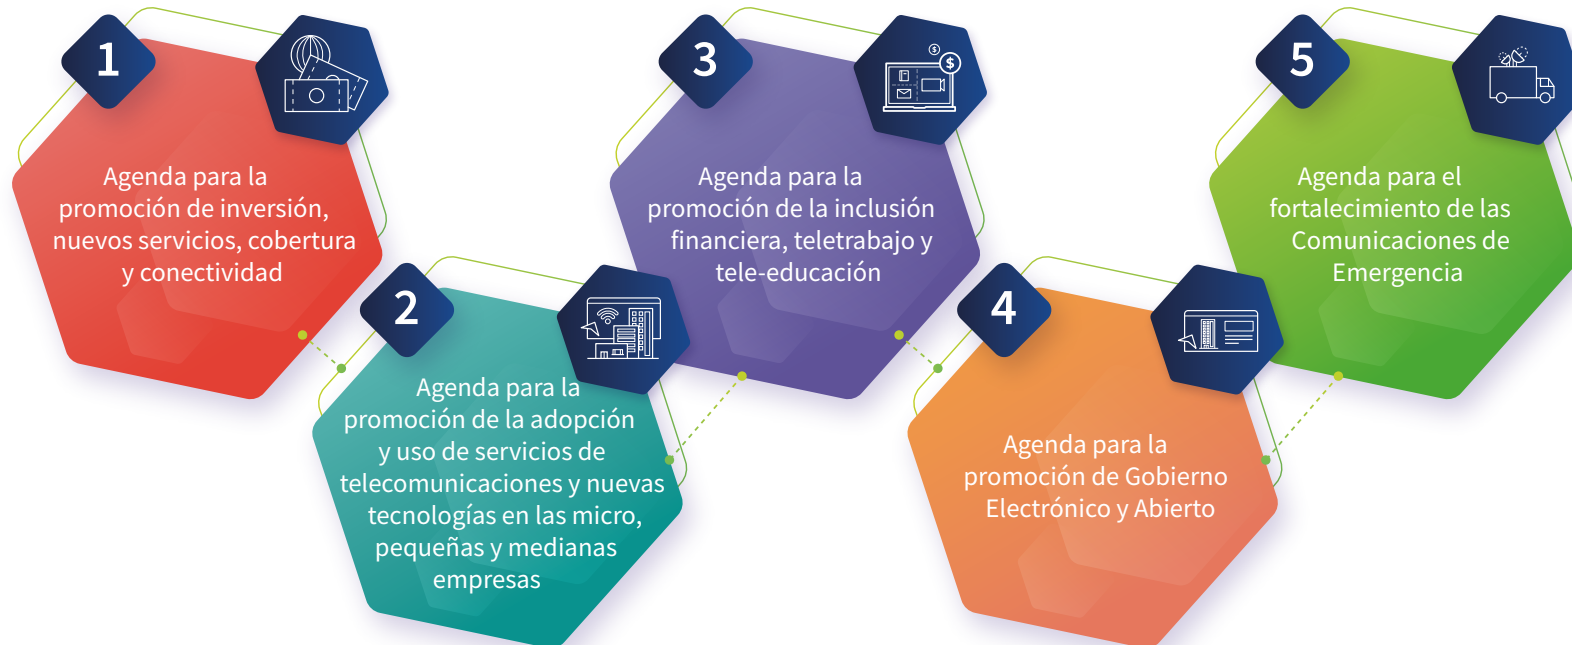 1
Agenda para la
promoción de inversión,
nuevos servicios, cobertura
y conectividad
2
Agenda para la
promoción de la adopción
y uso de servicios de
telecomunicaciones y nuevas
tecnologías en las micro,
pequeñas y medianas
empresas
3
$
$
Agenda para la
promoción de la inclusión
financiera, teletrabajo y
tele-educación
4
Agenda para la
promoción de Gobierno
Electrónico y Abierto
5
Agenda para el
fortalecimiento de las
Comunicaciones de
Emergencia